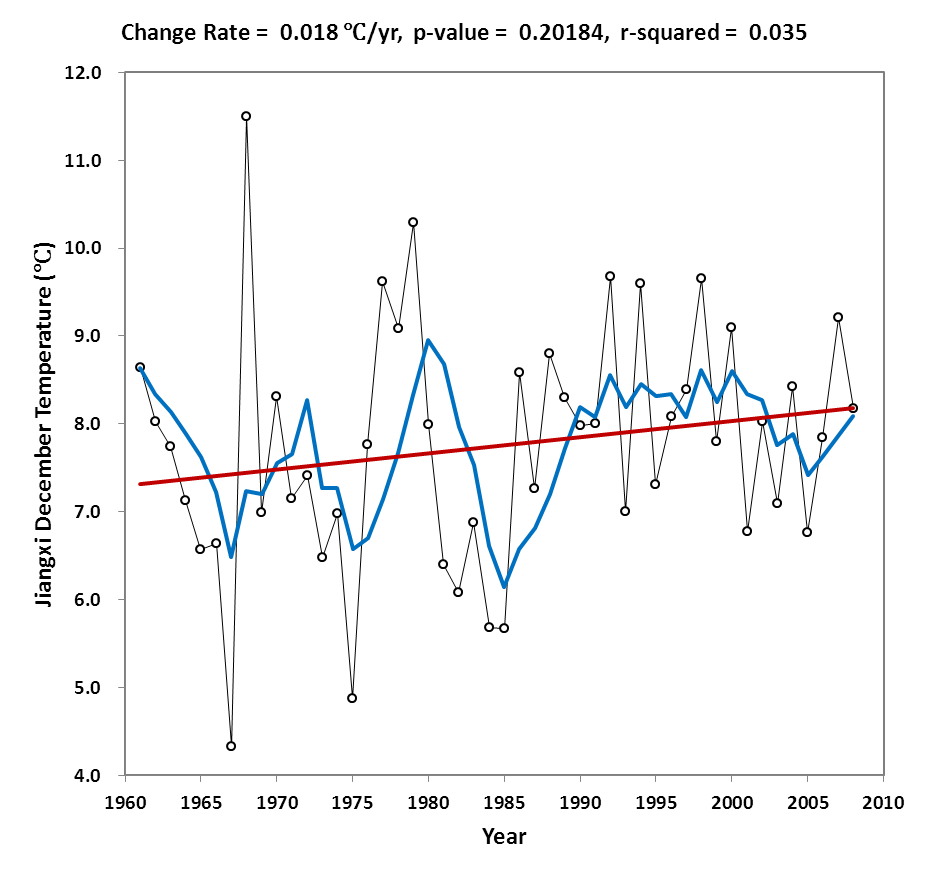 Change Rate = 0.018 ℃/yr, p-value = 0.20184, r-squared = 0.035
Jiangxi December Temperature (℃)
12.0
11.0
10.0
9.0
8.0
7.0
6.0
5.0
4.0
1960 1965 1970 1975 1980 1985 1990 1995 2000 2005 2010
Year